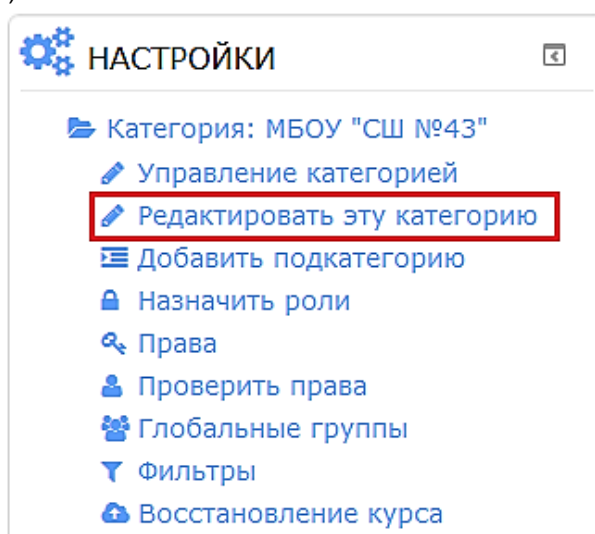 НАСТРОЙКИ
Категория: МБОУ "СШ №43"
Управление категорией
Редактировать эту категорию
Добавить подкатегорию
Назначить роли
Права
Проверить права
Глобальные группы
Фильтры
Восстановление курса